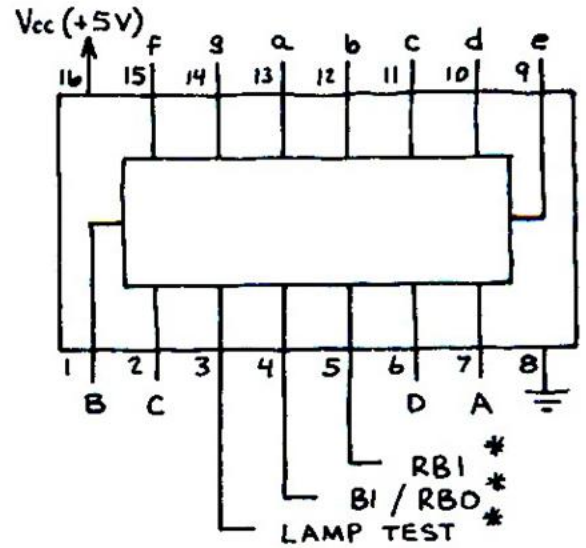 Vcc (+5V)
f g a b c d e
16 15 14 13 12 11 10 9
1 2 3 4 5 6 7 8
B C D A
RBI *
BI / RBO *
LAMP TEST *